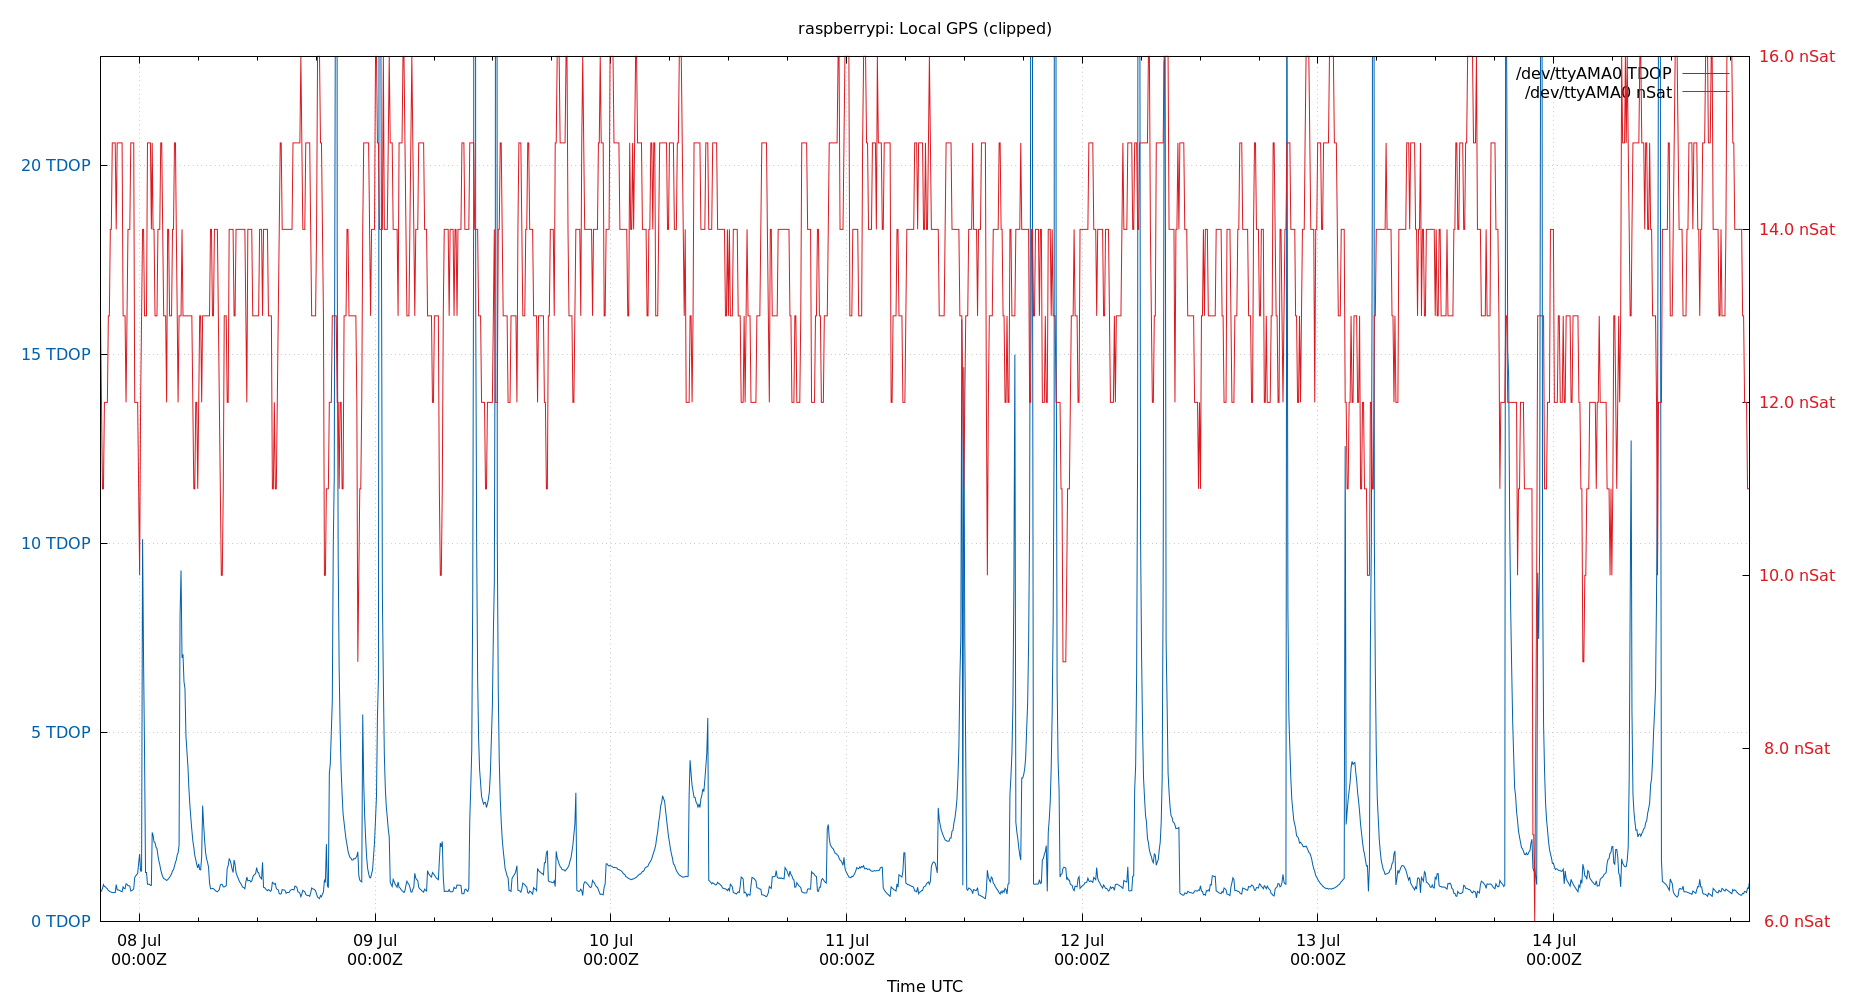 raspberrypi: Local GPS (clipped)
16.0 nSat
/dev/ttyAMA0 TDOP
/dev/ttyAMA0 nSat
20 TDOP
14.0 nSat
15 TDOP
12.0 nSat
10 TDOP
10.0 nSat
5 TDOP
8.0 nSat
0 TDOP
6.0 nSat
08 Jul 09 Jul 10 Jul 11 Jul 12 Jul 13 Jul 14 Jul
00:00Z 00:00Z 00:00Z 00:00Z 00:00Z 00:00Z 00:00Z
Time UTC